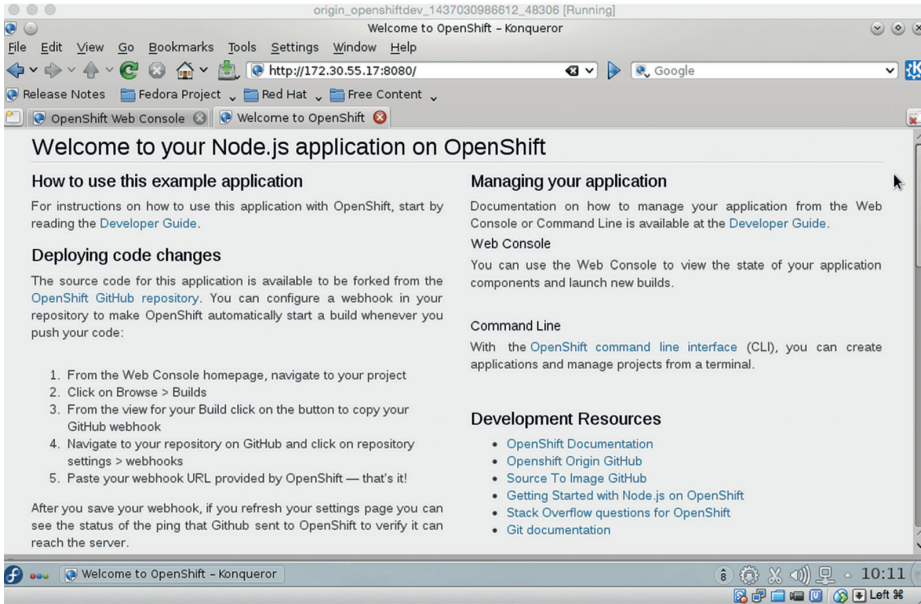 origin_openshiftdev_1437030986612_48306 [Running]
Welcome to OpenShift – Konqueror
File Edit View Go Bookmarks Tools Settings Window Help
http://172.30.55.17:8080/
Google
Release Notes Fedora Project Red Hat Free Content
OpenShift Web Console Welcome to OpenShift
Welcome to your Node.js application on OpenShift
How to use this example application
For instructions on how to use this application with OpenShift, start by
reading the Developer Guide.
Deploying code changes
The source code for this application is available to be forked from the
OpenShift GitHub repository. You can configure a webhook in your
repository to make OpenShift automatically start a build whenever you
push your code:
1. From the Web Console homepage, navigate to your project
2. Click on Browse > Builds
3. From the view for your Build click on the button to copy your
GitHub webhook
4. Navigate to your repository on GitHub and click on repository
settings > webhooks
5. Paste your webhook URL provided by OpenShift — that's it!
After you save your webhook, if you refresh your settings page you can
see the status of the ping that Github sent to OpenShift to verify it can
reach the server.
Managing your application
Documentation on how to manage your application from the Web
Console or Command Line is available at the Developer Guide.
Web Console
You can use the Web Console to view the state of your application
components and launch new builds.
Command Line
With the OpenShift command line interface (CLI), you can create
applications and manage projects from a terminal.
Development Resources
• OpenShift Documentation
• Openshift Origin GitHub
• Source To Image GitHub
• Getting Started with Node.js on OpenShift
• Stack Overflow questions for OpenShift
• Git documentation
Welcome to OpenShift – Konqueror
10:11
Left ⌘